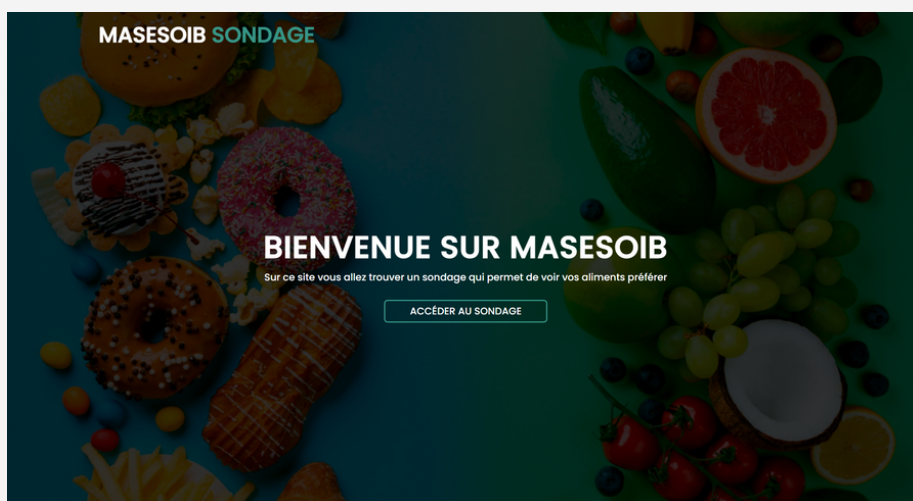 MASESOIB SONDAGE
BIENVENUE SUR MASESOIB
Sur ce site vous allez trouver un sondage qui permet de voir vos aliments préférer
ACCÉDER AU SONDAGE